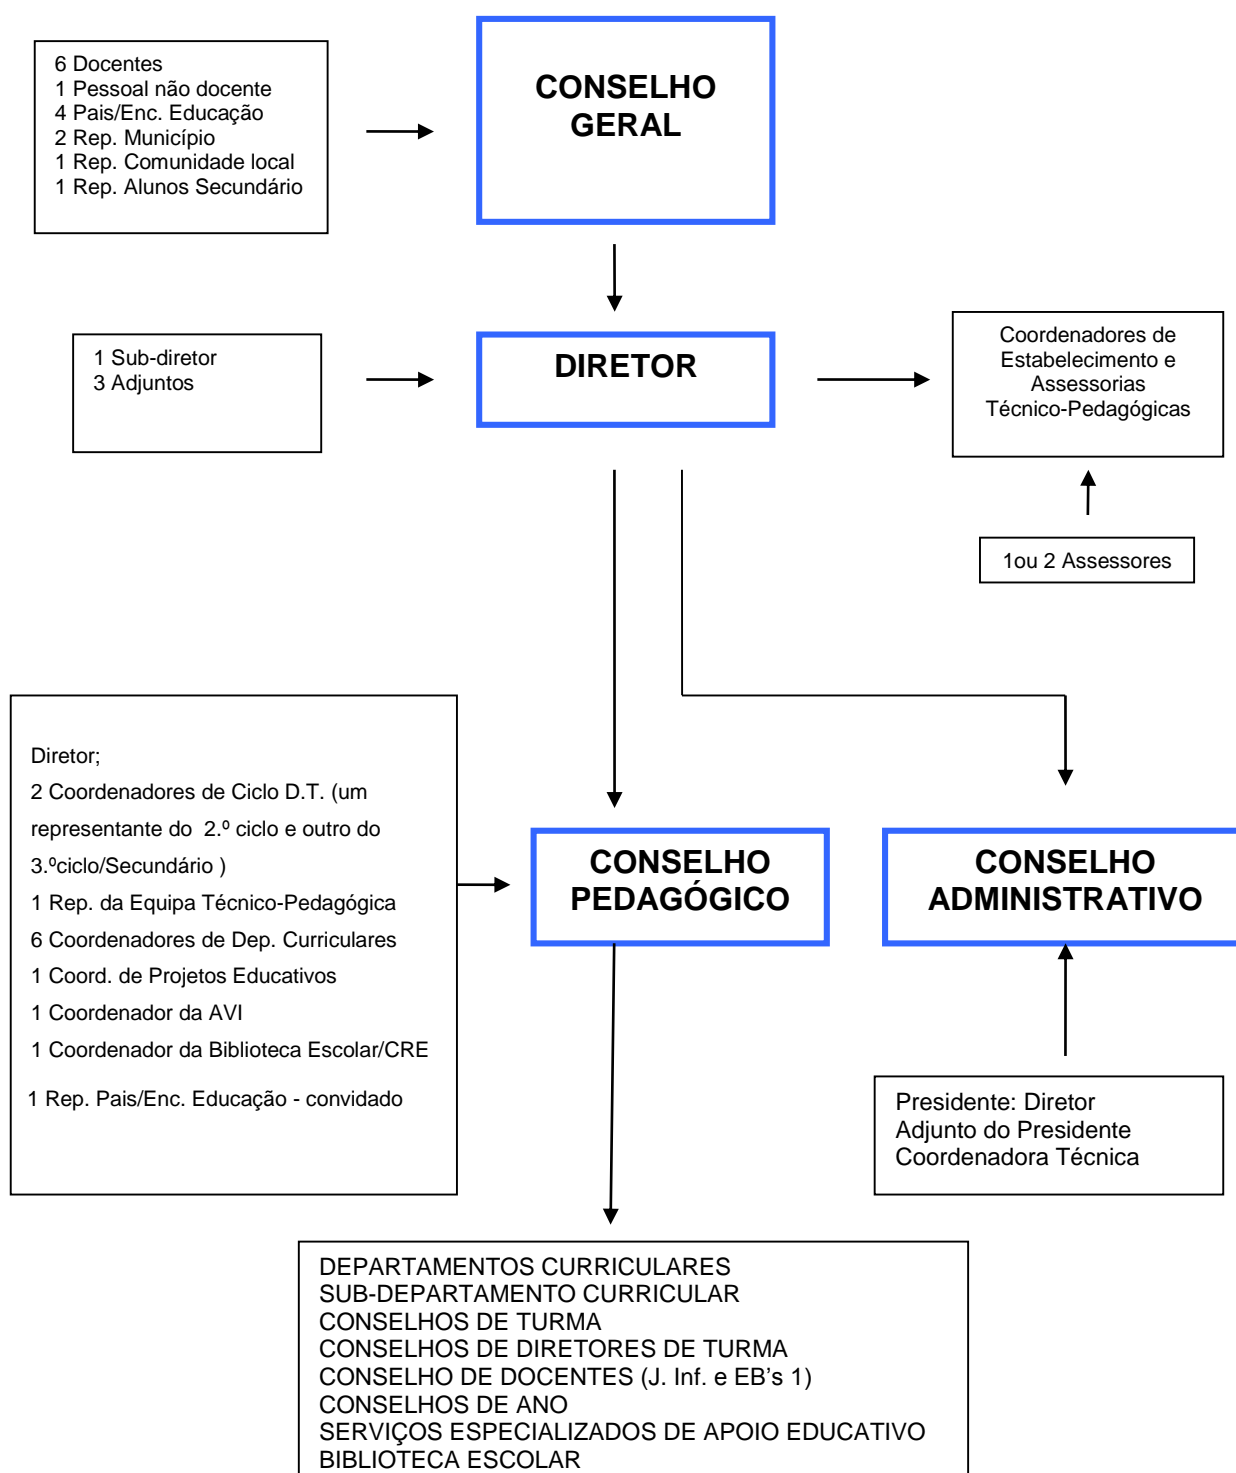 6 Docentes
1 Pessoal não docente
4 Pais/Enc. Educação
2 Rep. Município
1 Rep. Comunidade local
1 Rep. Alunos Secundário
CONSELHO
GERAL
1 Sub-diretor
3 Adjuntos
DIRETOR
Coordenadores de
Estabelecimento e
Assessorias
Técnico-Pedagógicas
1ou 2 Assessores
Diretor;
2 Coordenadores de Ciclo D.T. (um
representante do 2.º ciclo e outro do
3.ºciclo/Secundário )
1 Rep. da Equipa Técnico-Pedagógica
6 Coordenadores de Dep. Curriculares
1 Coord. de Projetos Educativos
1 Coordenador da AVI
1 Coordenador da Biblioteca Escolar/CRE
1 Rep. Pais/Enc. Educação - convidado
CONSELHO
PEDAGÓGICO
CONSELHO
ADMINISTRATIVO
Presidente: Diretor
Adjunto do Presidente
Coordenadora Técnica
DEPARTAMENTOS CURRICULARES
SUB-DEPARTAMENTO CURRICULAR
CONSELHOS DE TURMA
CONSELHOS DE DIRETORES DE TURMA
CONSELHO DE DOCENTES (J. Inf. e EB’s 1)
CONSELHOS DE ANO
SERVIÇOS ESPECIALIZADOS DE APOIO EDUCATIVO
BIBLIOTECA ESCOLAR